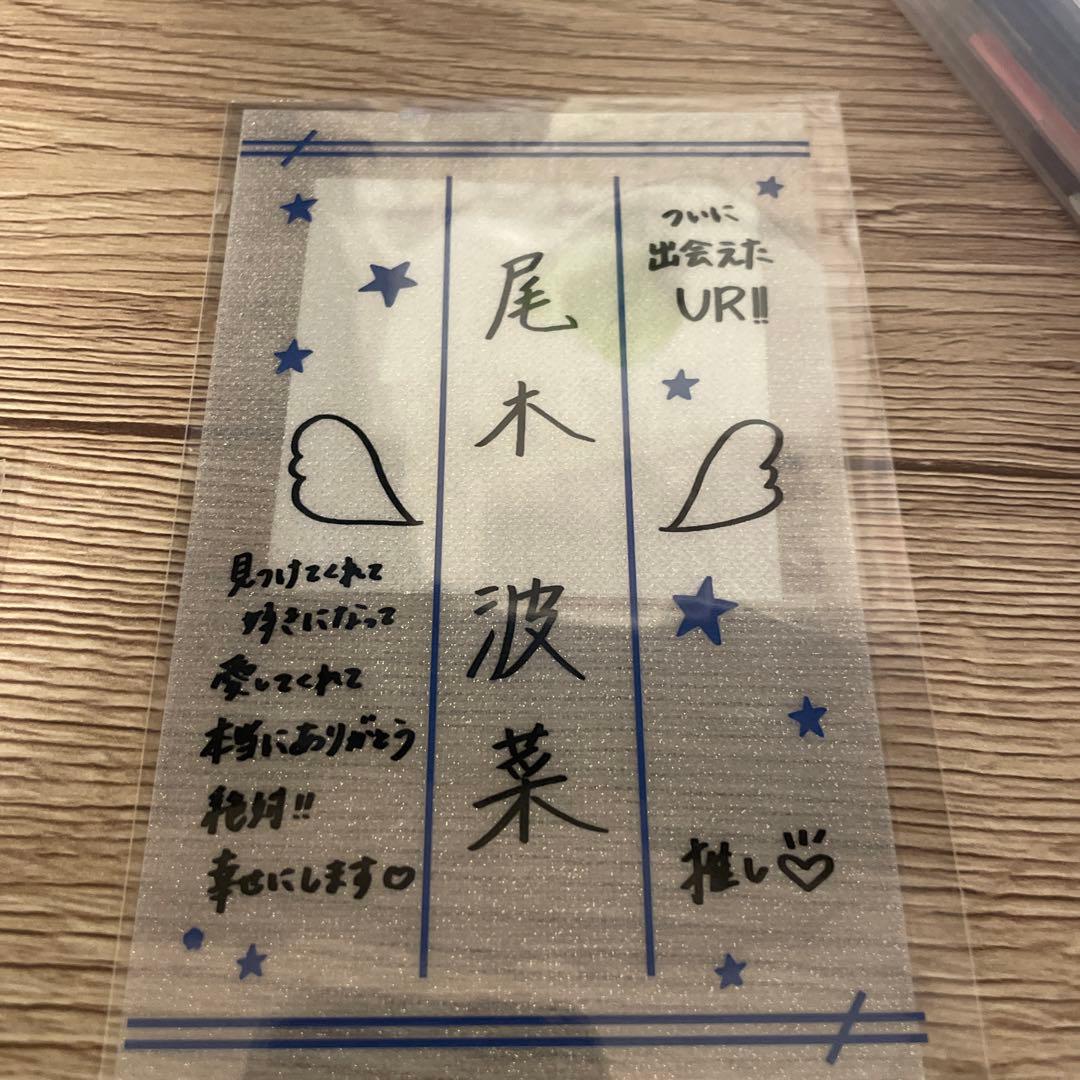 ついに
出会えた
UR!!
推し♡
尾木波菜
見つけてくれて
好きになって
愛してくれて
本当にありがとう
絶対!!
幸せにします♡